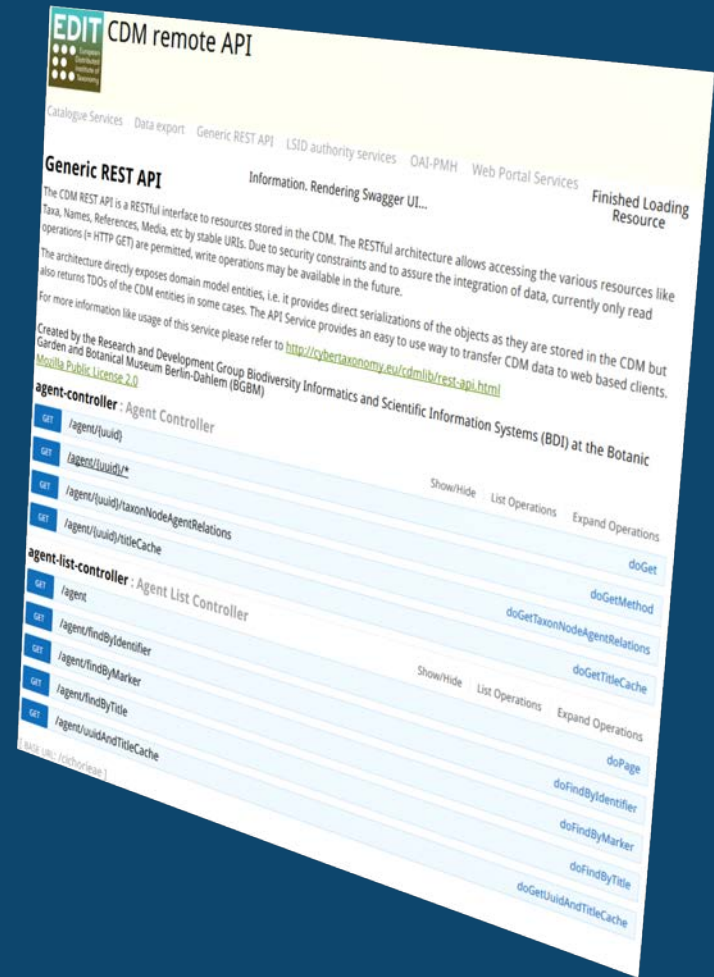 EDIT
European
Distributed
Institute of
Taxonomy
CDM remote API
Catalogue Services Data export Generic REST API LSID authority services OAI-PMH Web Portal Services
Generic REST API
Information. Rendering Swagger UI...
Finished Loading
Resource
The CDM REST API is a RESTful interface to resources stored in the CDM. The RESTful architecture allows accessing the various resources like
Taxa, Names, References, Media, etc by stable URIs. Due to security constraints and to assure the integration of data, currently only read
operations (= HTTP GET) are permitted, write operations may be available in the future.
The architecture directly exposes domain model entities, i.e. it provides direct serializations of the objects as they are stored in the CDM but
also returns TDOs of the CDM entities in some cases. The API Service provides an easy to use way to transfer CDM data to web based clients.
For more information like usage of this service please refer to http://cybertaxonomy.eu/cdmlib/rest-api.html
Created by the Research and Development Group Biodiversity Informatics and Scientific Information Systems (BDI) at the Botanic
Garden and Botanical Museum Berlin-Dahlem (BGBM)
Mozilla Public License 2.0
agent-controller : Agent Controller Show/Hide List Operations Expand Operations
GET /agent/{uuid} doGet
GET /agent/{uuid}/* doGetMethod
GET /agent/{uuid}/taxonNodeAgentRelations doGetTaxonNodeAgentRelations
GET /agent/{uuid}/titleCache doGetTitleCache
agent-list-controller : Agent List Controller Show/Hide List Operations Expand Operations
GET /agent doPage
GET /agent/findByIdentifier doFindByIdentifier
GET /agent/findByMarker doFindByMarker
GET /agent/findByTitle doFindByTitle
GET /agent/uuidAndTitleCache doGetUuidAndTitleCache
[ BASE URL: /cichorieae ]